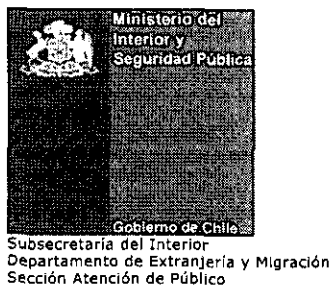 Ministerio del
Interior y
Seguridad Pública
Gobierno de Chile
Subsecretaría del Interior
Departamento de Extranjería y Migración
Sección Atención de Público